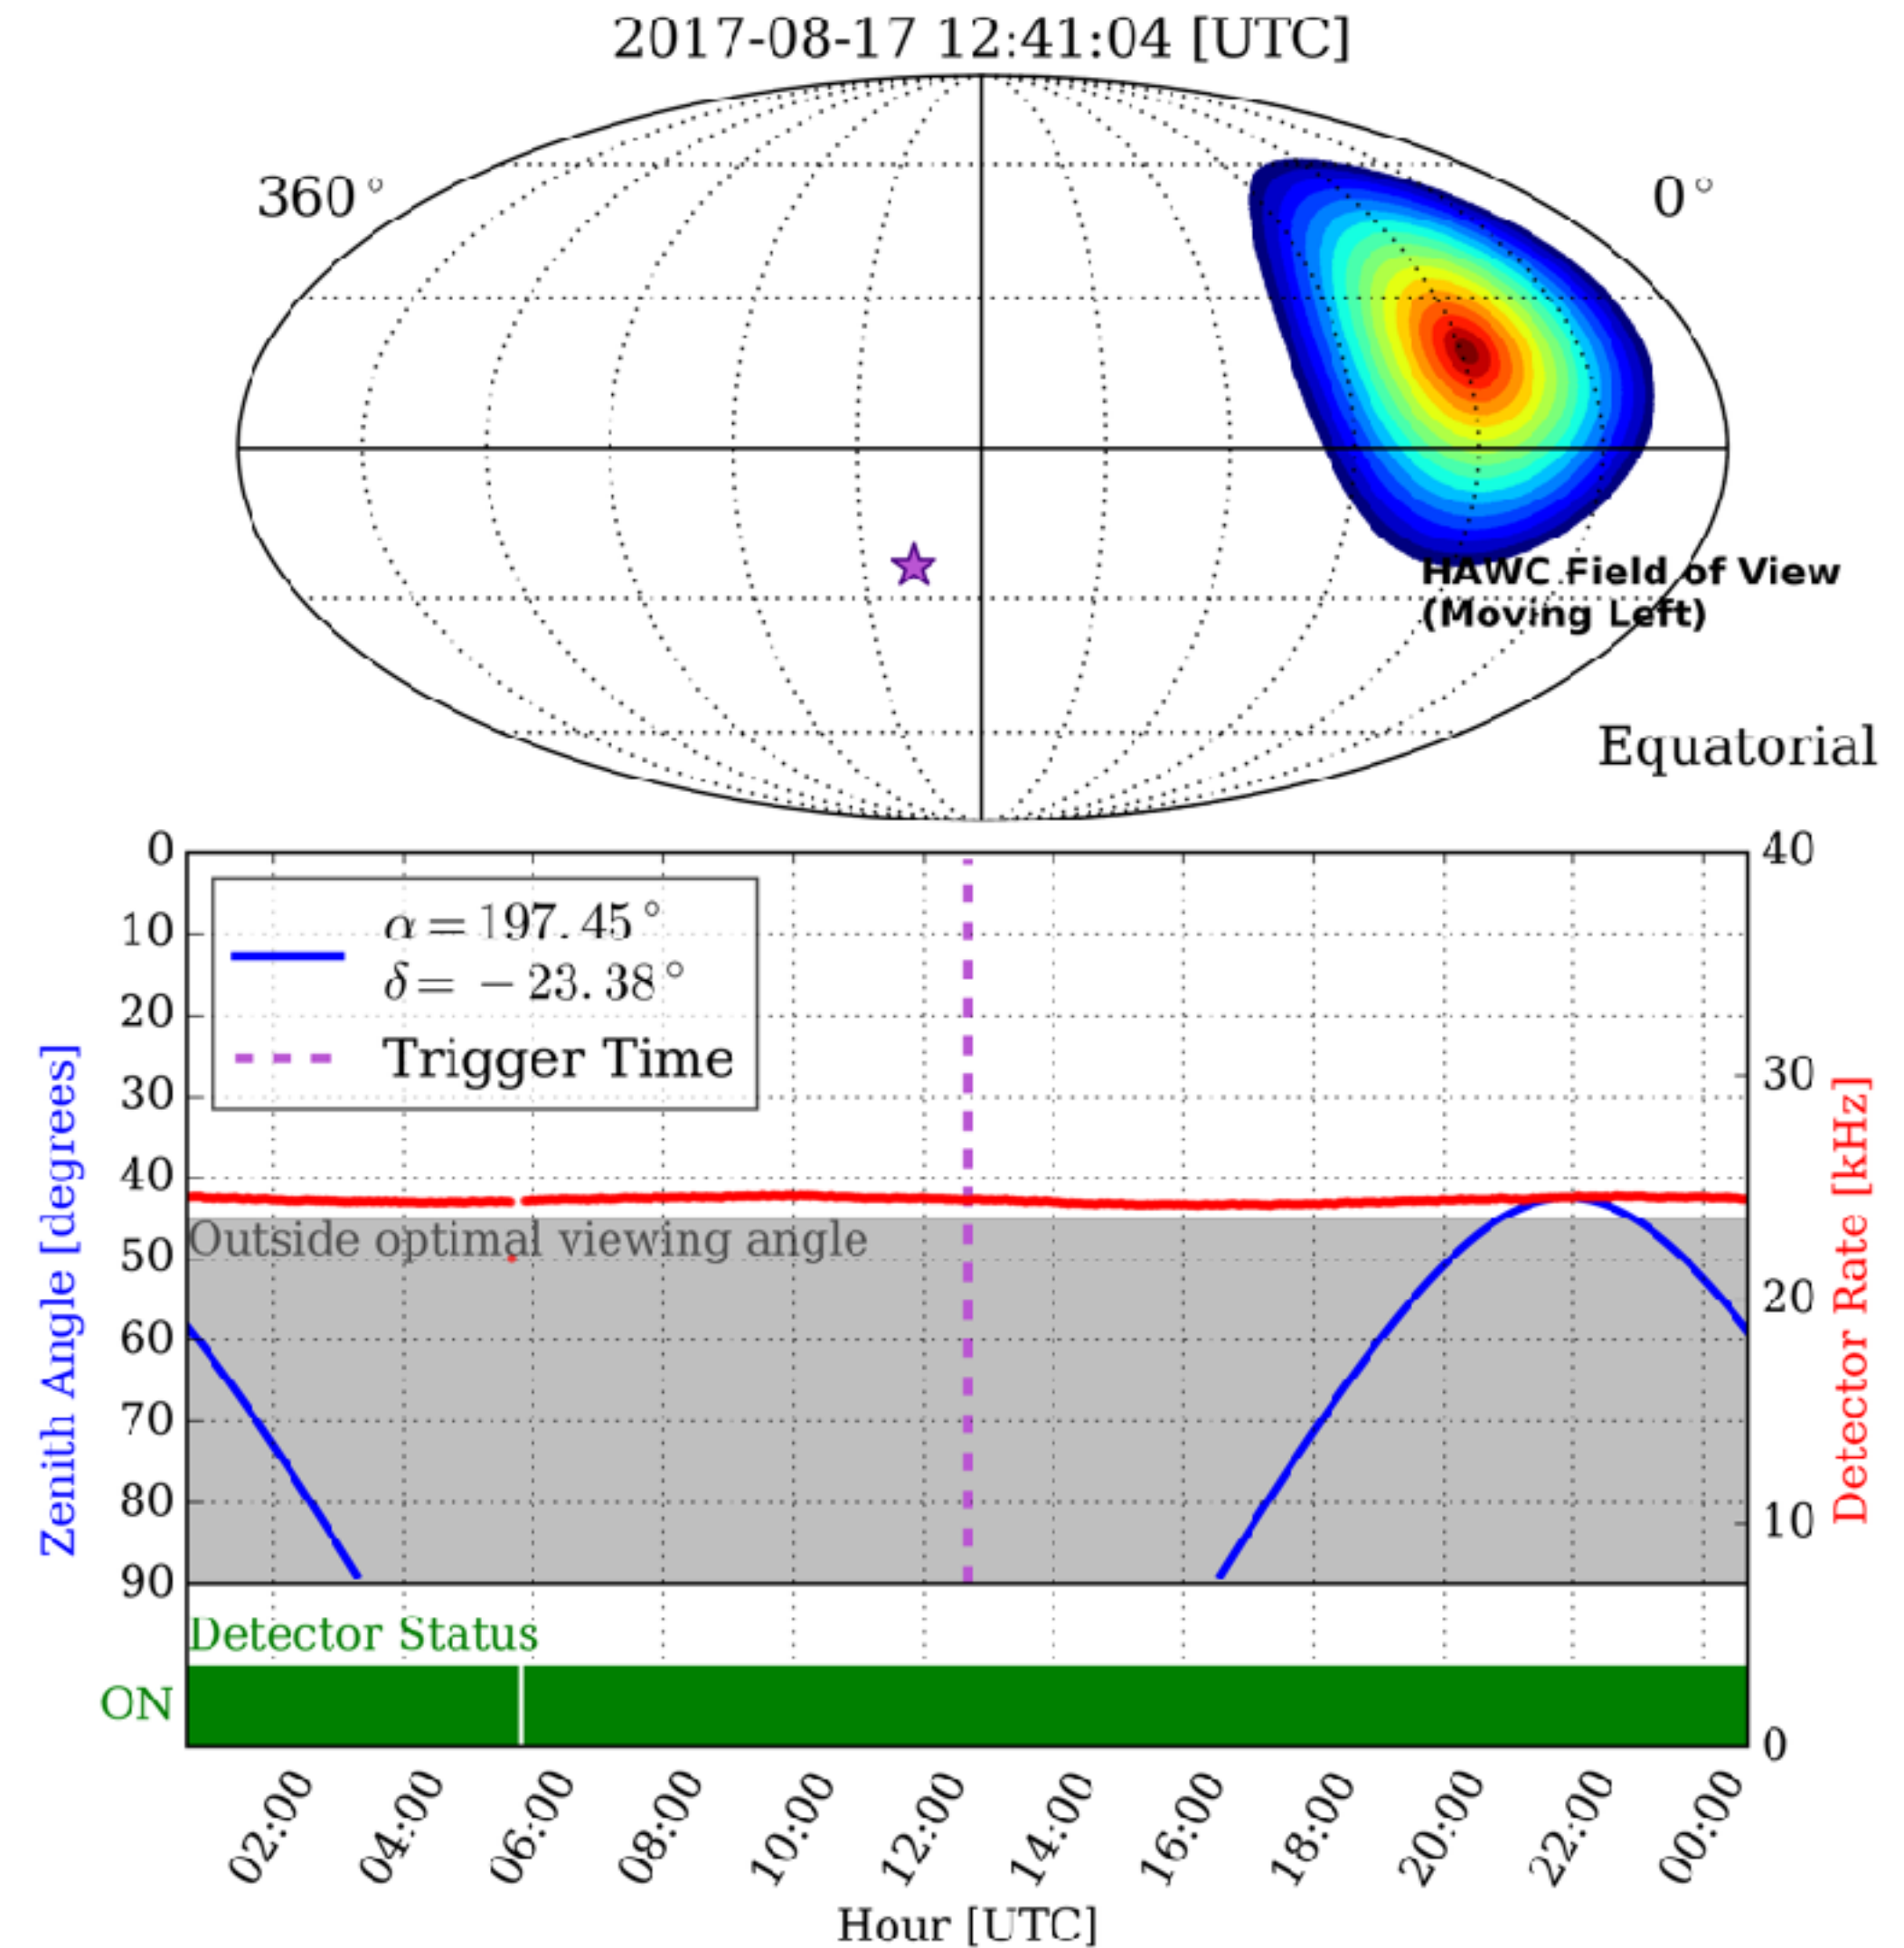 2017-08-17 12:41:04 [UTC]
360°
0°
HAWC Field of View
(Moving Left)
Equatorial
0
10
20
30
40
50
60
70
80
90
Zenith Angle [degrees]
α = 197.45°
δ = −23.38°
Trigger Time
Outside optimal viewing angle
40
30
20
10
0
Detector Rate [kHz]
Detector Status
ON
02:00 04:00 06:00 08:00 10:00 12:00 14:00 16:00 18:00 20:00 22:00 00:00
Hour [UTC]